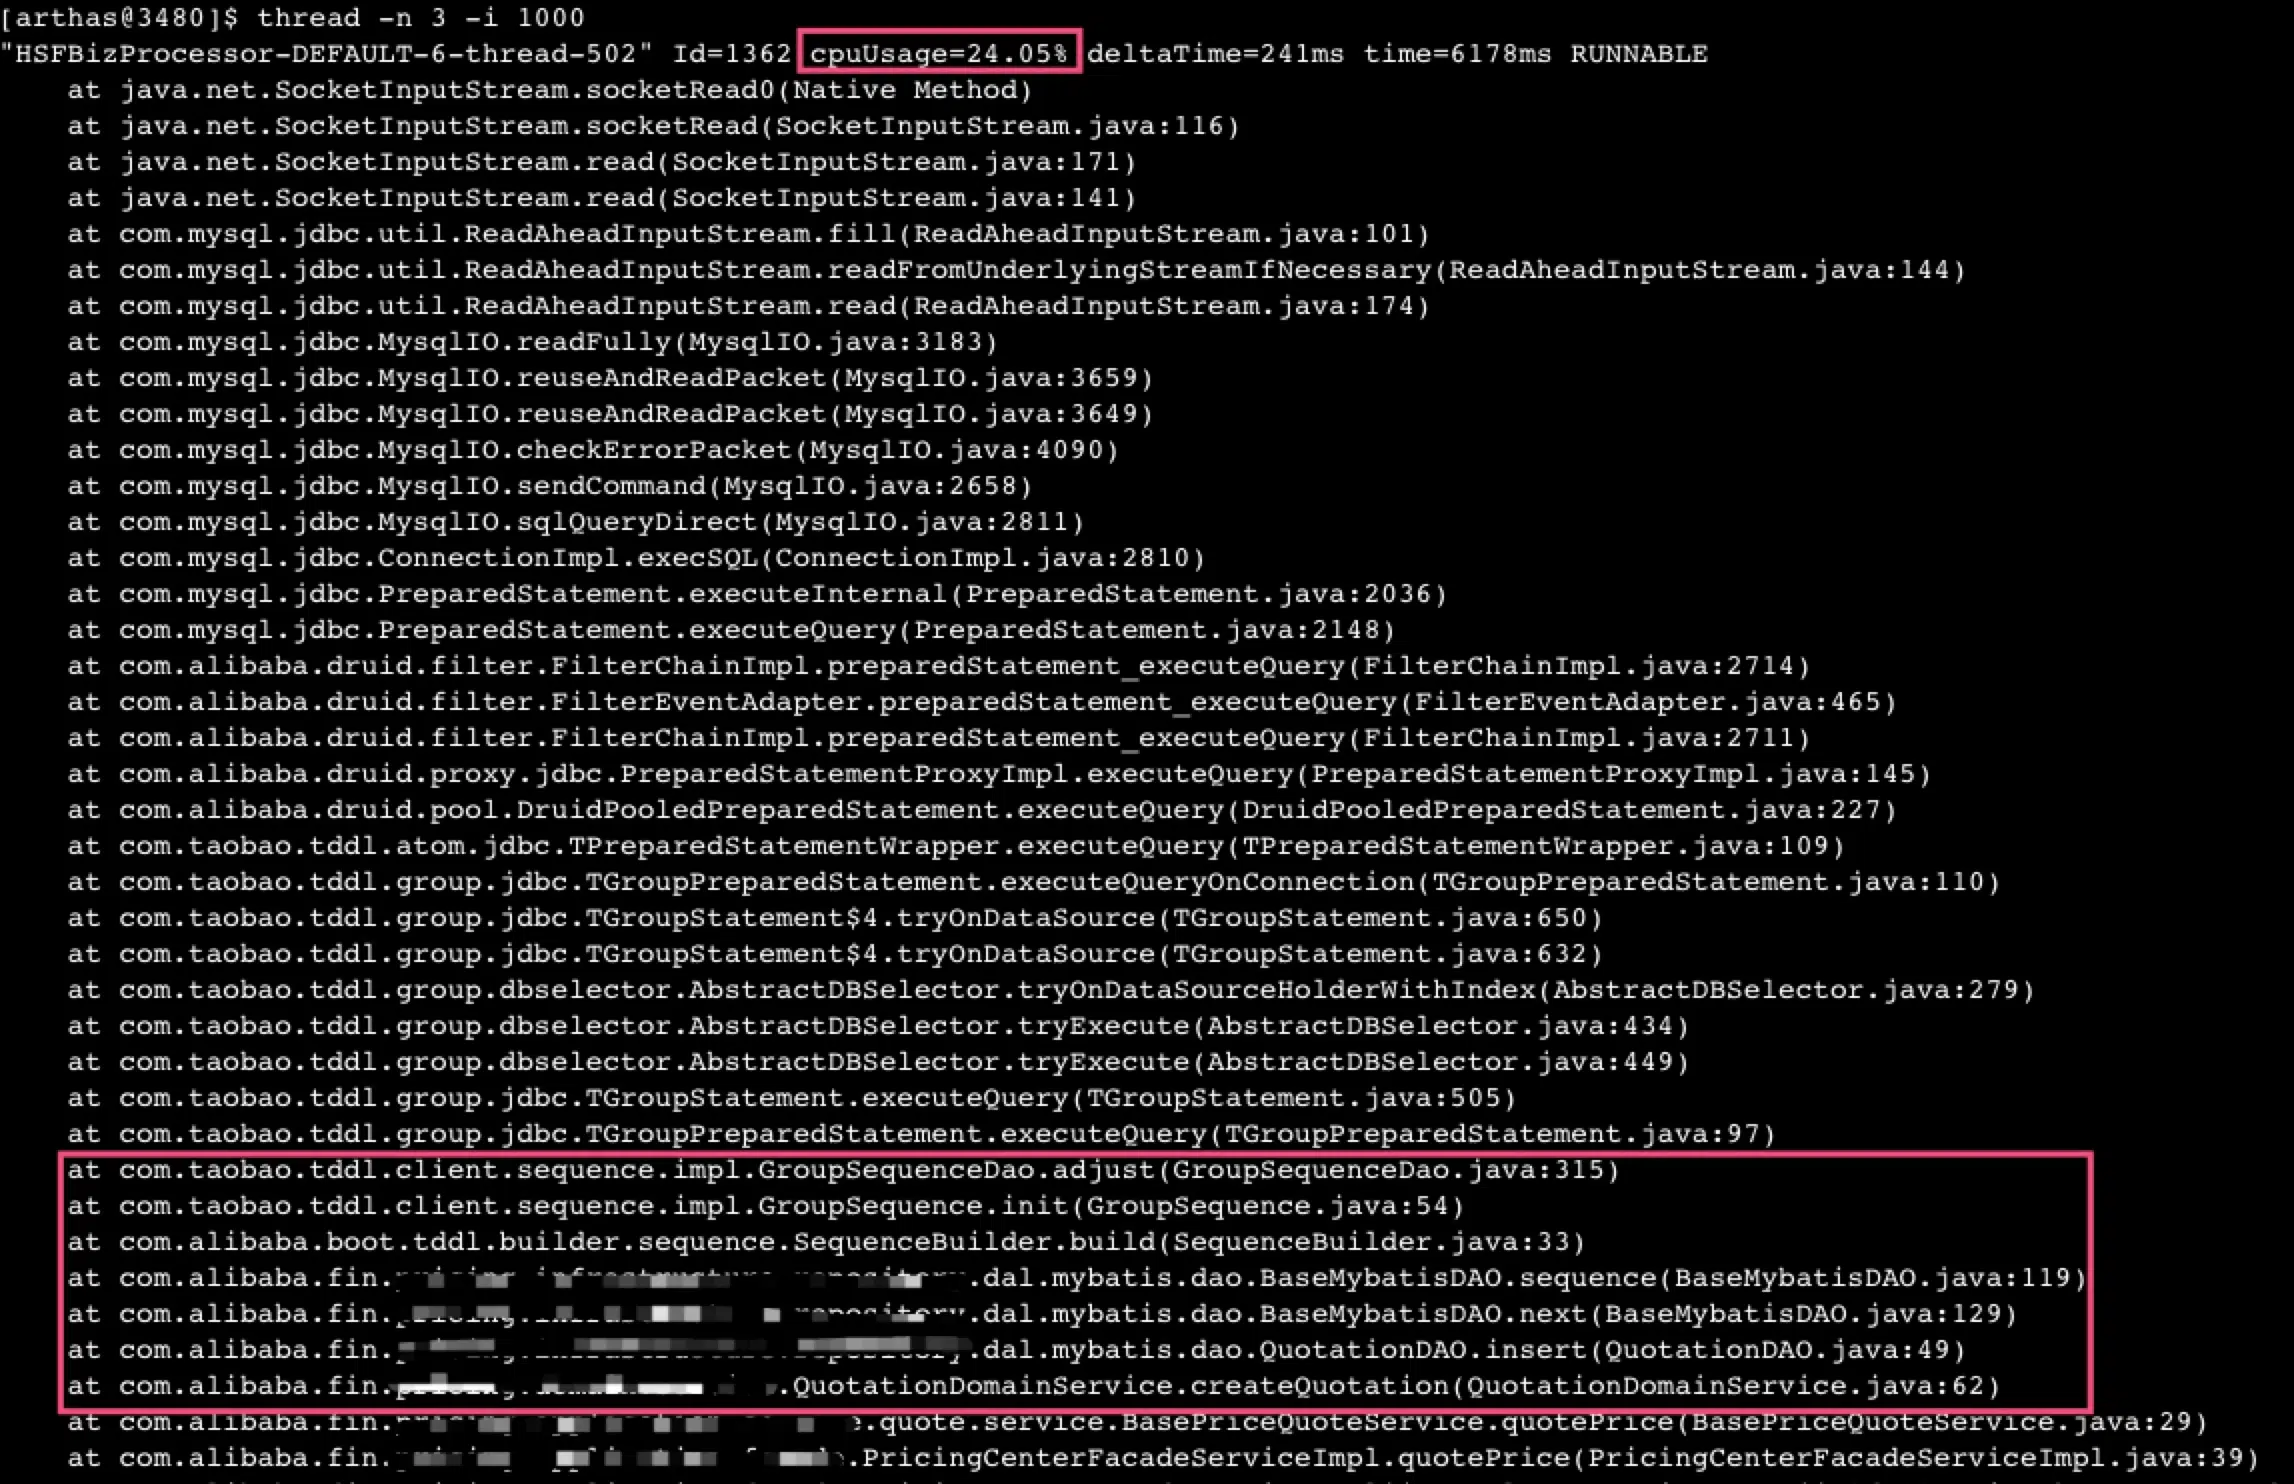 [arthas@3480]$ thread -n 3 -i 1000
"HSFBizProcessor-DEFAULT-6-thread-502" Id=1362 cpuUsage=24.05% deltaTime=241ms time=6178ms RUNNABLE
at java.net.SocketInputStream.socketRead0(Native Method)
at java.net.SocketInputStream.socketRead(SocketInputStream.java:116)
at java.net.SocketInputStream.read(SocketInputStream.java:171)
at java.net.SocketInputStream.read(SocketInputStream.java:141)
at com.mysql.jdbc.util.ReadAheadInputStream.fill(ReadAheadInputStream.java:101)
at com.mysql.jdbc.util.ReadAheadInputStream.readFromUnderlyingStreamIfNecessary(ReadAheadInputStream.java:144)
at com.mysql.jdbc.util.ReadAheadInputStream.read(ReadAheadInputStream.java:174)
at com.mysql.jdbc.MysqlIO.readFully(MysqlIO.java:3183)
at com.mysql.jdbc.MysqlIO.reuseAndReadPacket(MysqlIO.java:3659)
at com.mysql.jdbc.MysqlIO.reuseAndReadPacket(MysqlIO.java:3649)
at com.mysql.jdbc.MysqlIO.checkErrorPacket(MysqlIO.java:4090)
at com.mysql.jdbc.MysqlIO.sendCommand(MysqlIO.java:2658)
at com.mysql.jdbc.MysqlIO.sqlQueryDirect(MysqlIO.java:2811)
at com.mysql.jdbc.ConnectionImpl.execSQL(ConnectionImpl.java:2810)
at com.mysql.jdbc.PreparedStatement.executeInternal(PreparedStatement.java:2036)
at com.mysql.jdbc.PreparedStatement.executeQuery(PreparedStatement.java:2148)
at com.alibaba.druid.filter.FilterChainImpl.preparedStatement_executeQuery(FilterChainImpl.java:2714)
at com.alibaba.druid.filter.FilterEventAdapter.preparedStatement_executeQuery(FilterEventAdapter.java:465)
at com.alibaba.druid.filter.FilterChainImpl.preparedStatement_executeQuery(FilterChainImpl.java:2711)
at com.alibaba.druid.proxy.jdbc.PreparedStatementProxyImpl.executeQuery(PreparedStatementProxyImpl.java:145)
at com.alibaba.druid.pool.DruidPooledPreparedStatement.executeQuery(DruidPooledPreparedStatement.java:227)
at com.taobao.tddl.atom.jdbc.TPreparedStatementWrapper.executeQuery(TPreparedStatementWrapper.java:109)
at com.taobao.tddl.group.jdbc.TGroupPreparedStatement.executeQueryOnConnection(TGroupPreparedStatement.java:110)
at com.taobao.tddl.group.jdbc.TGroupStatement$4.tryOnDataSource(TGroupStatement.java:650)
at com.taobao.tddl.group.jdbc.TGroupStatement$4.tryOnDataSource(TGroupStatement.java:632)
at com.taobao.tddl.group.dbselector.AbstractDBSelector.tryOnDataSourceHolderWithIndex(AbstractDBSelector.java:279)
at com.taobao.tddl.group.dbselector.AbstractDBSelector.tryExecute(AbstractDBSelector.java:434)
at com.taobao.tddl.group.dbselector.AbstractDBSelector.tryExecute(AbstractDBSelector.java:449)
at com.taobao.tddl.group.jdbc.TGroupStatement.executeQuery(TGroupStatement.java:505)
at com.taobao.tddl.group.jdbc.TGroupPreparedStatement.executeQuery(TGroupPreparedStatement.java:97)
at com.taobao.tddl.client.sequence.impl.GroupSequenceDao.adjust(GroupSequenceDao.java:315)
at com.taobao.tddl.client.sequence.impl.GroupSequence.init(GroupSequence.java:54)
at com.alibaba.boot.tddl.builder.sequence.SequenceBuilder.build(SequenceBuilder.java:33)
at com.alibaba.fin. .dal.mybatis.dao.BaseMybatisDAO.sequence(BaseMybatisDAO.java:119)
at com.alibaba.fin. .dal.mybatis.dao.BaseMybatisDAO.next(BaseMybatisDAO.java:129)
at com.alibaba.fin. .dal.mybatis.dao.QuotationDAO.insert(QuotationDAO.java:49)
at com.alibaba.fin. .QuotationDomainService.createQuotation(QuotationDomainService.java:62)
at com.alibaba.fin. .quote.service.BasePriceQuoteService.quotePrice(BasePriceQuoteService.java:29)
at com.alibaba.fin. .PricingCenterFacadeServiceImpl.quotePrice(PricingCenterFacadeServiceImpl.java:39)